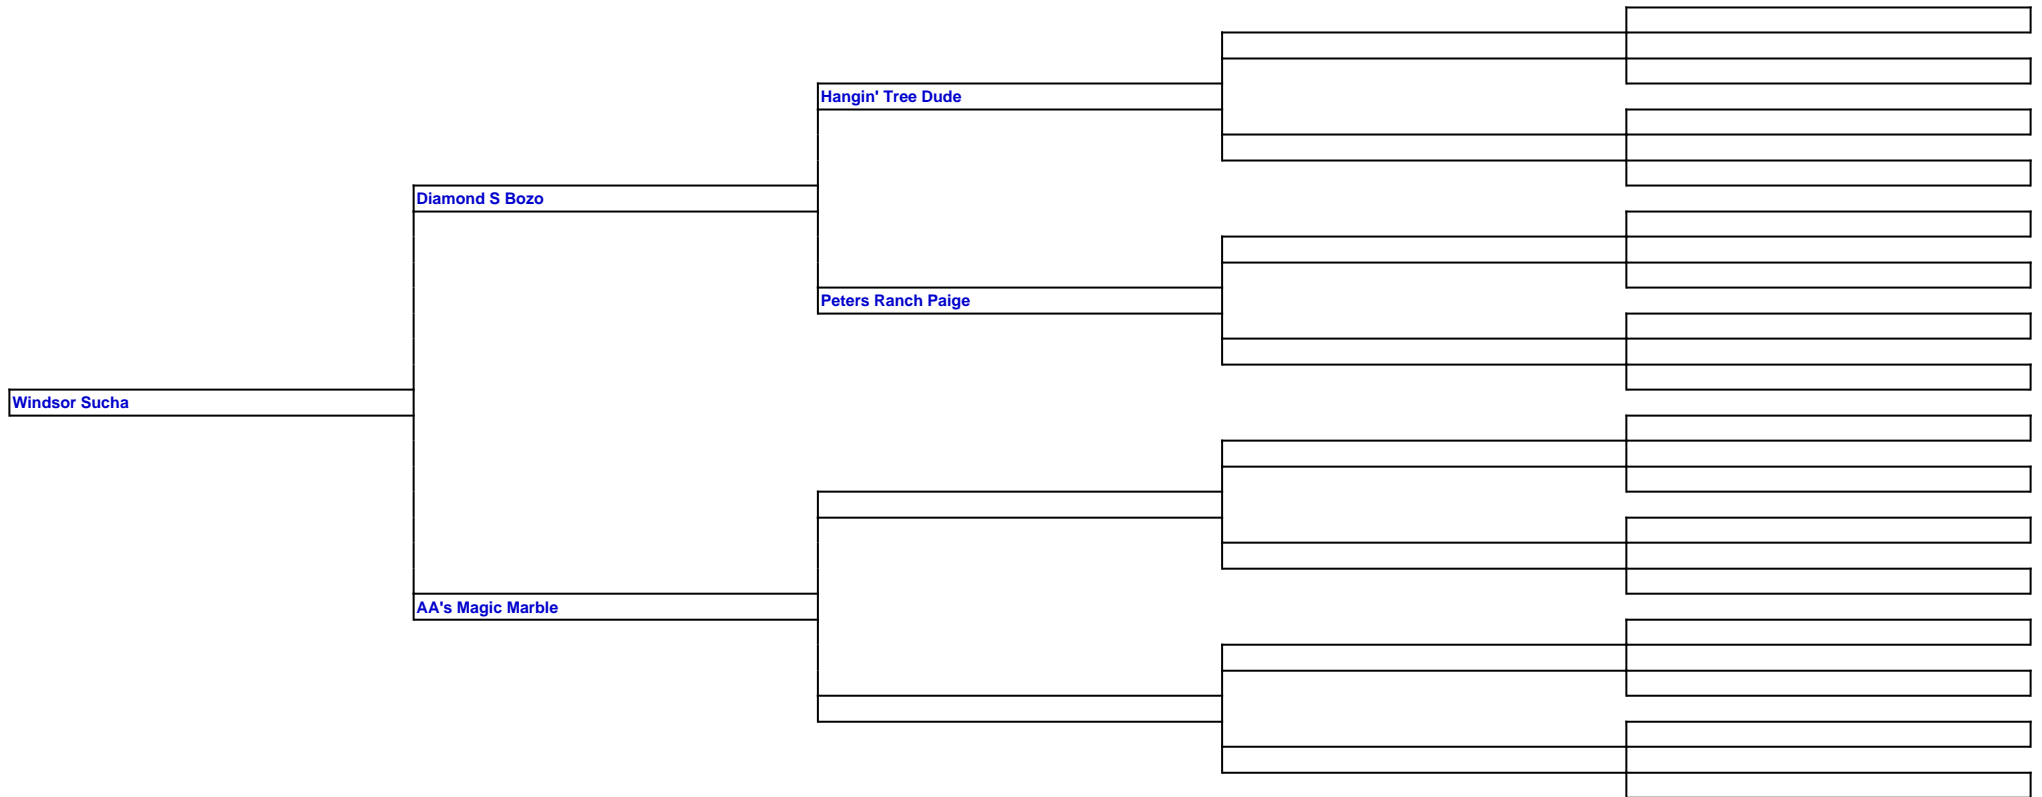 Hangin' Tree Dude
Diamond S Bozo
Peters Ranch Paige
Windsor Sucha
AA's Magic Marble